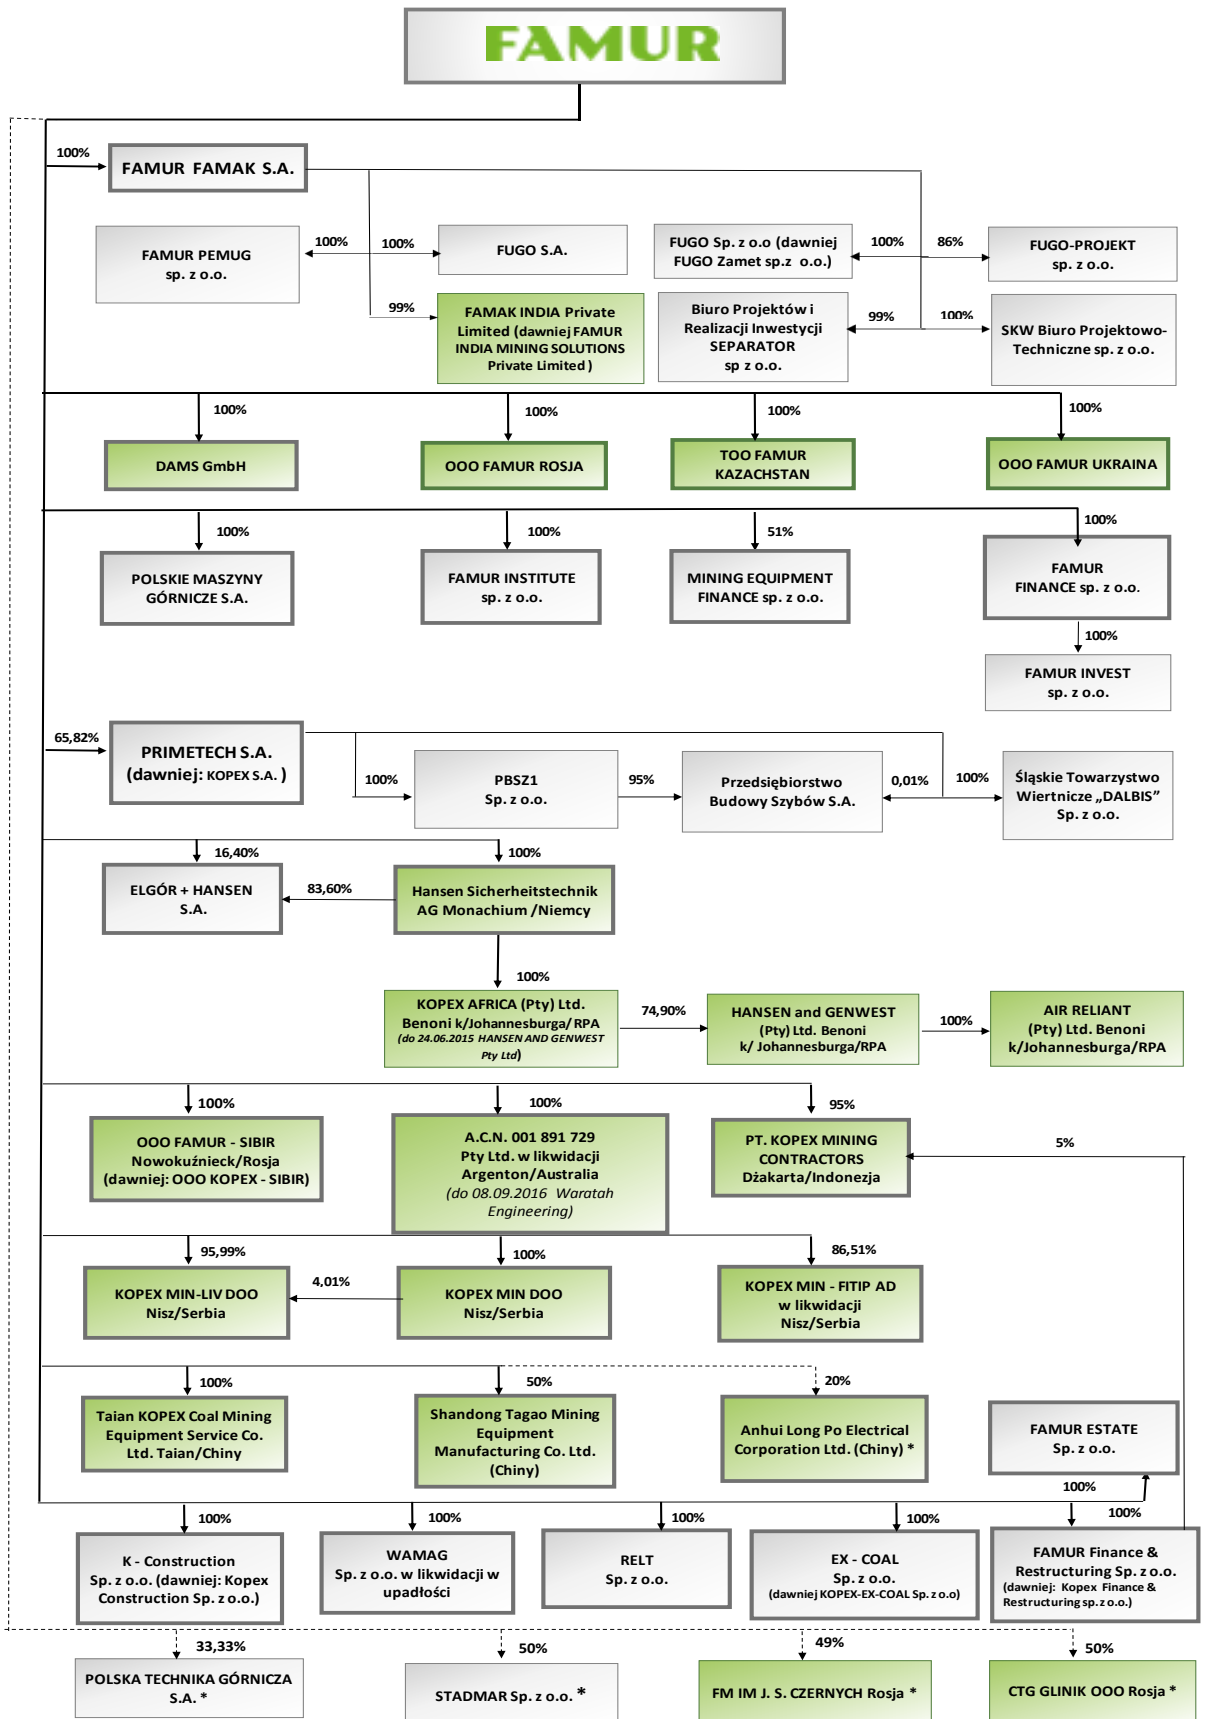 FAMUR
100%
FAMUR FAMAK S.A.
FAMUR PEMUG
sp. z o.o.
100%
100%
FUGO S.A.
FUGO Sp. z o.o (dawniej
FUGO Zamet sp.z o.o.)
100%
86%
FUGO-PROJEKT
sp. z o.o.
99%
FAMAK INDIA Private
Limited (dawniej FAMUR
INDIA MINING SOLUTIONS
Private Limited )
Biuro Projektów i
Realizacji Inwestycji
SEPARATOR
sp z o.o.
99%
100%
SKW Biuro Projektowo-
Techniczne sp. z o.o.
100%
100%
100%
100%
DAMS GmbH
OOO FAMUR ROSJA
TOO FAMUR
KAZACHSTAN
OOO FAMUR UKRAINA
100%
100%
51%
100%
POLSKIE MASZYNY
GÓRNICZE S.A.
FAMUR INSTITUTE
sp. z o.o.
MINING EQUIPMENT
FINANCE sp. z o.o.
FAMUR
FINANCE sp. z o.o.
100%
FAMUR INVEST
sp. z o.o.
65,82%
PRIMETECH S.A.
(dawniej: KOPEX S.A. )
100%
PBSZ1
Sp. z o.o.
95%
Przedsiębiorstwo
Budowy Szybów S.A.
0,01%
100%
Śląskie Towarzystwo
Wiertnicze „DALBIS”
Sp. z o.o.
16,40%
100%
ELGÓR + HANSEN
S.A.
83,60%
Hansen Sicherheitstechnik
AG Monachium /Niemcy
100%
KOPEX AFRICA (Pty) Ltd.
Benoni k/Johannesburga/ RPA
(do 24.06.2015 HANSEN AND GENWEST
Pty Ltd)
74,90%
HANSEN and GENWEST
(Pty) Ltd. Benoni
k/ Johannesburga/RPA
100%
AIR RELIANT
(Pty) Ltd. Benoni
k/Johannesburga/RPA
100%
100%
95%
OOO FAMUR - SIBIR
Nowokuźnieck/Rosja
(dawniej: OOO KOPEX - SIBIR)
A.C.N. 001 891 729
Pty Ltd. w likwidacji
Argenton/Australia
(do 08.09.2016 Waratah
Engineering)
PT. KOPEX MINING
CONTRACTORS
Dżakarta/Indonezja
5%
95,99%
100%
86,51%
KOPEX MIN-LIV DOO
Nisz/Serbia
4,01%
KOPEX MIN DOO
Nisz/Serbia
KOPEX MIN - FITIP AD
w likwidacji
Nisz/Serbia
100%
50%
20%
Taian KOPEX Coal Mining
Equipment Service Co.
Ltd. Taian/Chiny
Shandong Tagao Mining
Equipment
Manufacturing Co. Ltd.
(Chiny)
Anhui Long Po Electrical
Corporation Ltd. (Chiny) *
FAMUR ESTATE
Sp. z o.o.
100%
100%
100%
100%
100%
100%
K - Construction
Sp. z o.o. (dawniej: Kopex
Construction Sp. z o.o.)
WAMAG
Sp. z o.o. w likwidacji w
upadłości
RELT
Sp. z o.o.
EX - COAL
Sp. z o.o.
(dawniej KOPEX-EX-COAL Sp. z o.o)
FAMUR Finance &
Restructuring Sp. z o.o.
(dawniej: Kopex Finance &
Restructuring sp.z o.o.)
33,33%
50%
49%
50%
POLSKA TECHNIKA GÓRNICZA
S.A. *
STADMAR Sp. z o.o. *
FM IM J. S. CZERNYCH Rosja *
CTG GLINIK OOO Rosja *